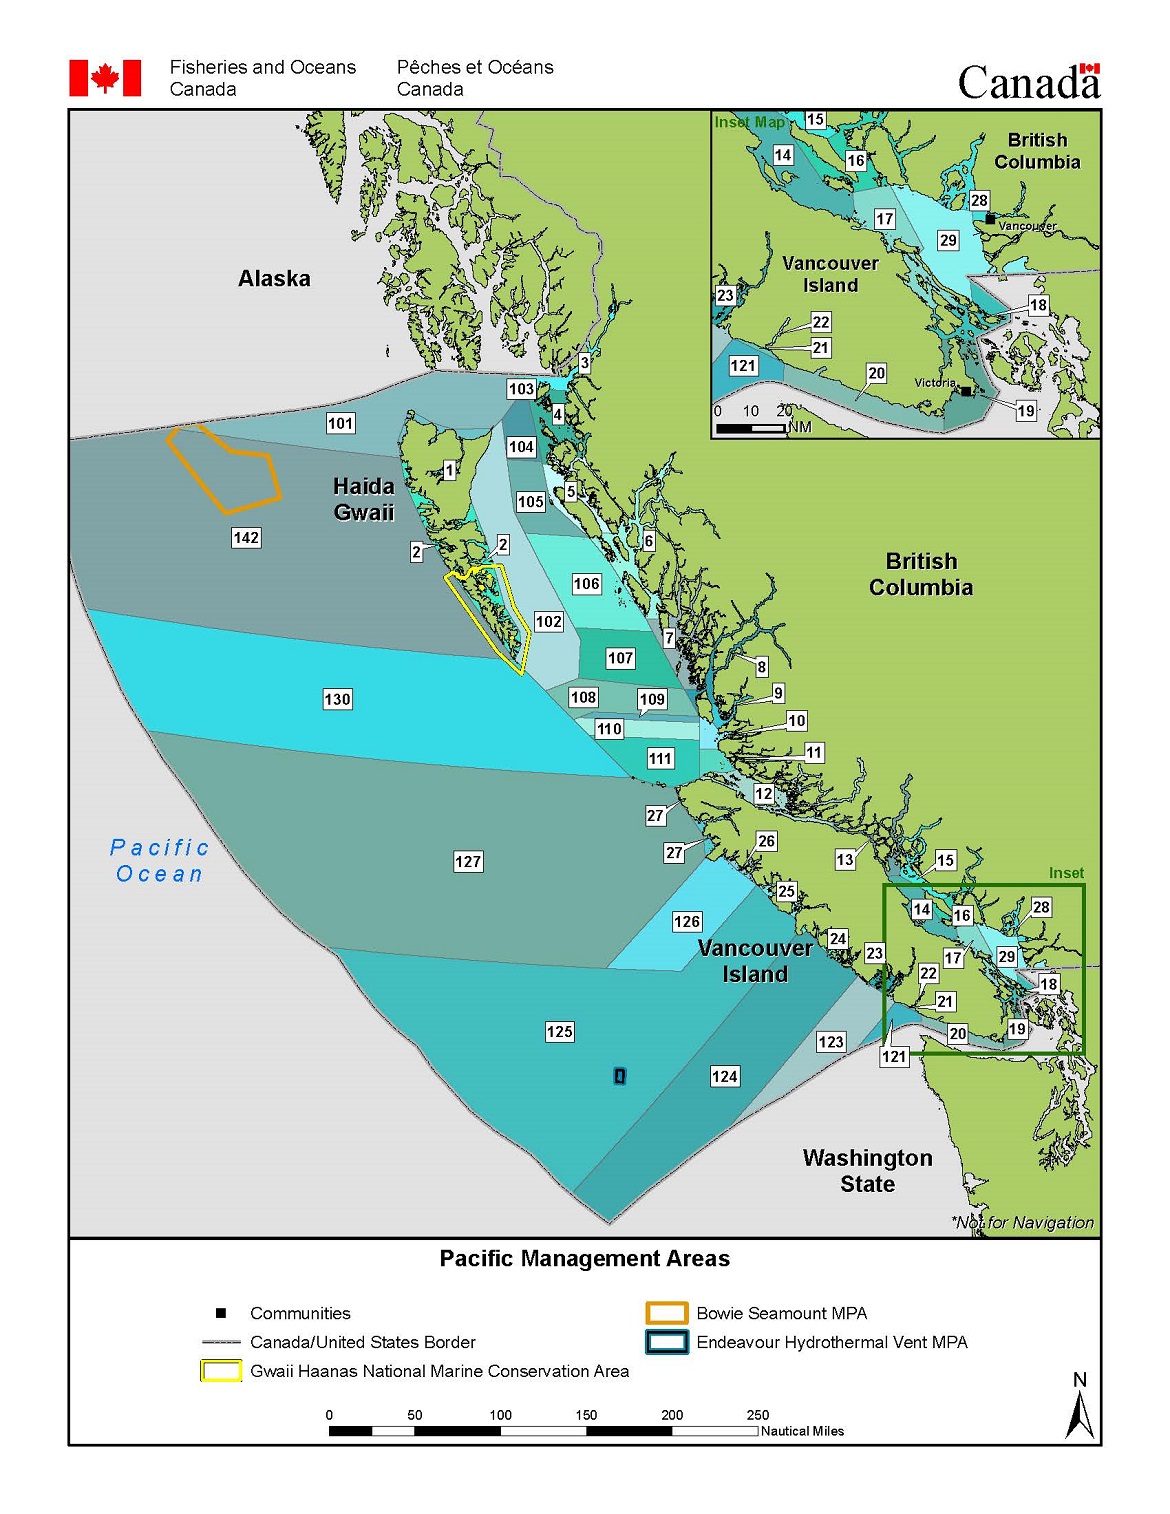 Fisheries and Oceans Canada
Pêches et Océans Canada
Canada
Inset Map
15
14
16
British Columbia
28
Vancouver
17
29
Vancouver Island
23
18
22
21
121
20
Victoria
19
0 10 20
NM
Alaska
3
103
4
101
104
1
Haida Gwaii
105
5
142
2
2
6
British Columbia
106
102
7
107
8
130
108
109
9
110
10
111
11
12
27
27
26
13
15
Pacific Ocean
127
Inset
25
14
16
28
126
24
Vancouver Island
23
17
29
22
18
21
125
123
20
19
121
124
Washington State
*Not for Navigation
Pacific Management Areas
Communities
Canada/United States Border
Gwaii Haanas National Marine Conservation Area
Bowie Seamount MPA
Endeavour Hydrothermal Vent MPA
N
0 50 100 150 200 250
Nautical Miles